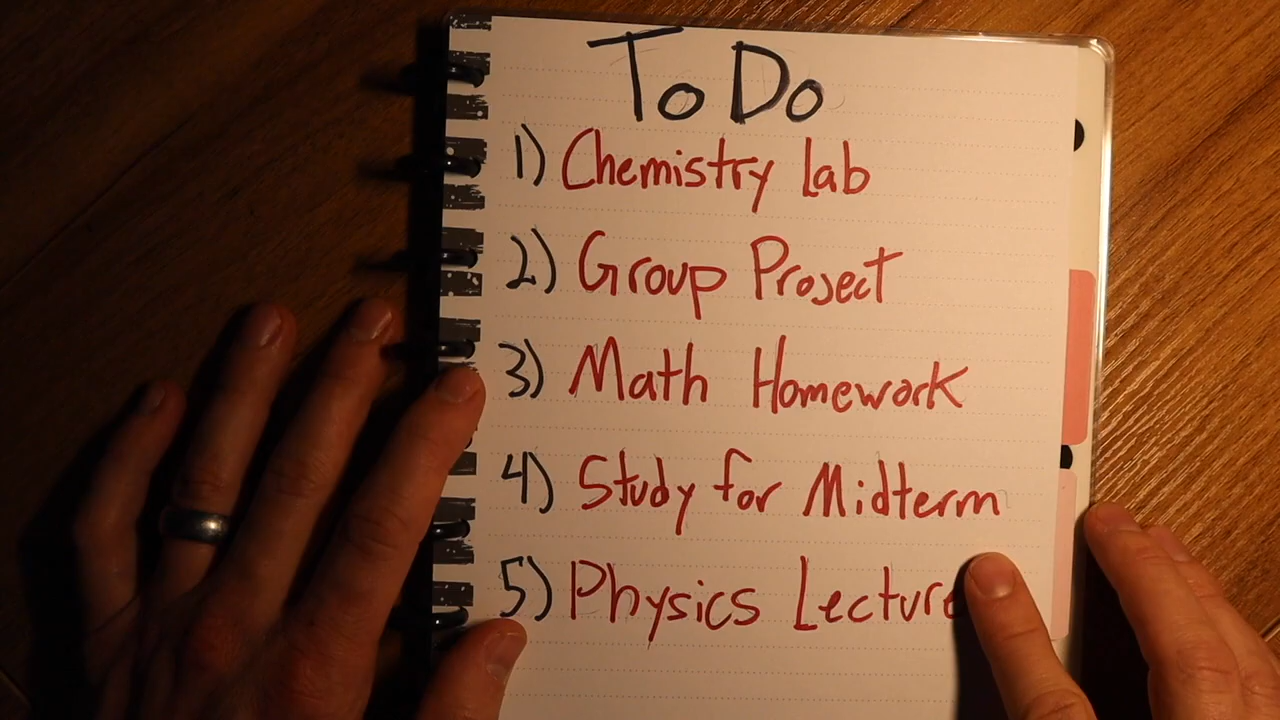 To Do
1) Chemistry Lab
2) Group Project
3) Math Homework
4) Study for Midterm
5) Physics Lecture